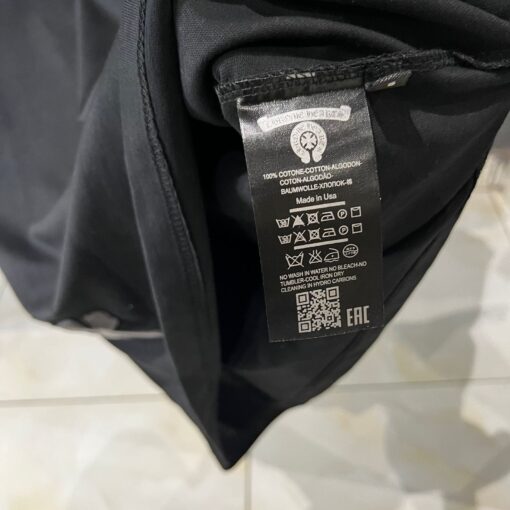 CHROME HEARTS
100% COTONE-COTTON-ALGODON-
COTON-ALGODÃO-
BAUMWOLLE-ХЛОПОК-棉
Made in Usa
NO WASH IN WATER NO BLEACH-NO
TUMBLER-COOL IRON DRY
CLEANING IN HYDRO CARBONS
EAC